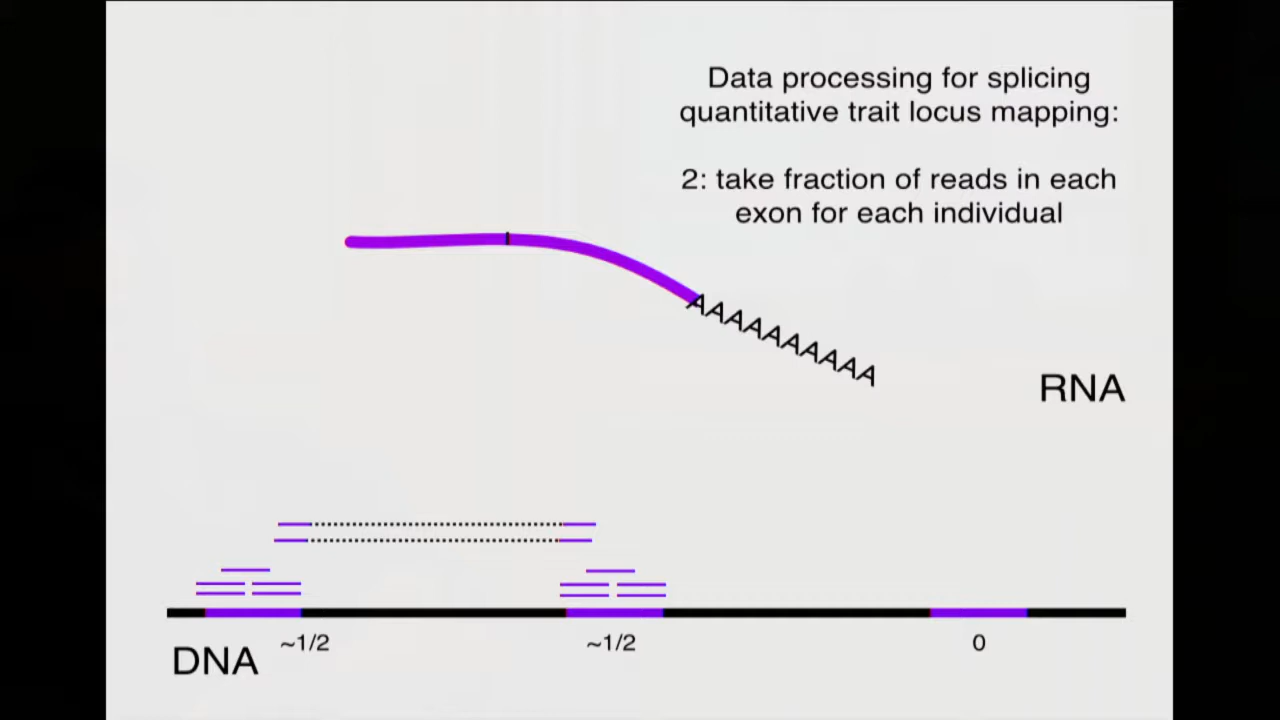 Data processing for splicing
quantitative trait locus mapping:
2: take fraction of reads in each
exon for each individual
AAAAAAAAAA
RNA
~1/2
~1/2
0
DNA